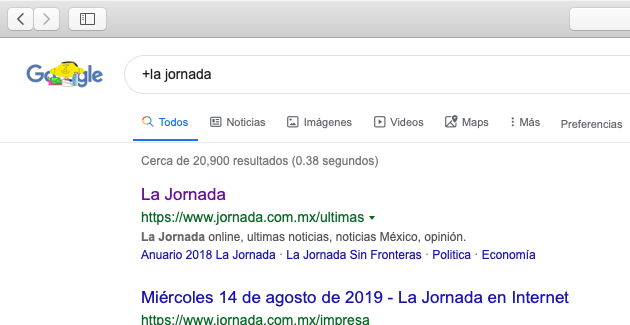 Google
+la jornada
Todos Noticias Imágenes Videos Maps Más Preferencias
Cerca de 20,900 resultados (0.38 segundos)
La Jornada
https://www.jornada.com.mx/ultimas
La Jornada online, ultimas noticias, noticias México, opinión.
Anuario 2018 La Jornada · La Jornada Sin Fronteras · Politica · Economía
Miércoles 14 de agosto de 2019 - La Jornada en Internet
https://www.jornada.com.mx/impresa